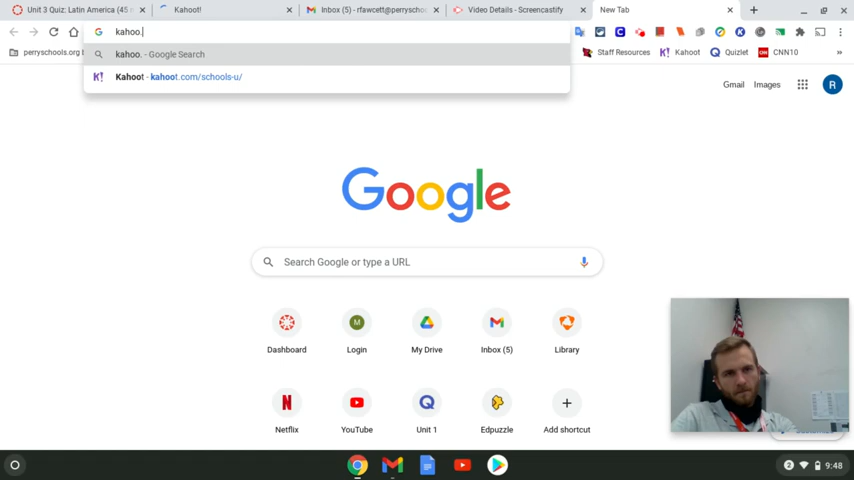 Unit 3 Quiz: Latin America (45 m
Kahoot!
Inbox (5) - rfawcett@perryschoo
Video Details - Screencastify
New Tab
kahoo.
kahoo. - Google Search
Kahoot - kahoot.com/schools-u/
perryschools.org
Staff Resources
Kahoot
Quizlet
CNN10
Gmail
Images
R
Google
Search Google or type a URL
Dashboard
Login
My Drive
Inbox (5)
Library
Netflix
YouTube
Unit 1
Edpuzzle
Add shortcut
2
9:48